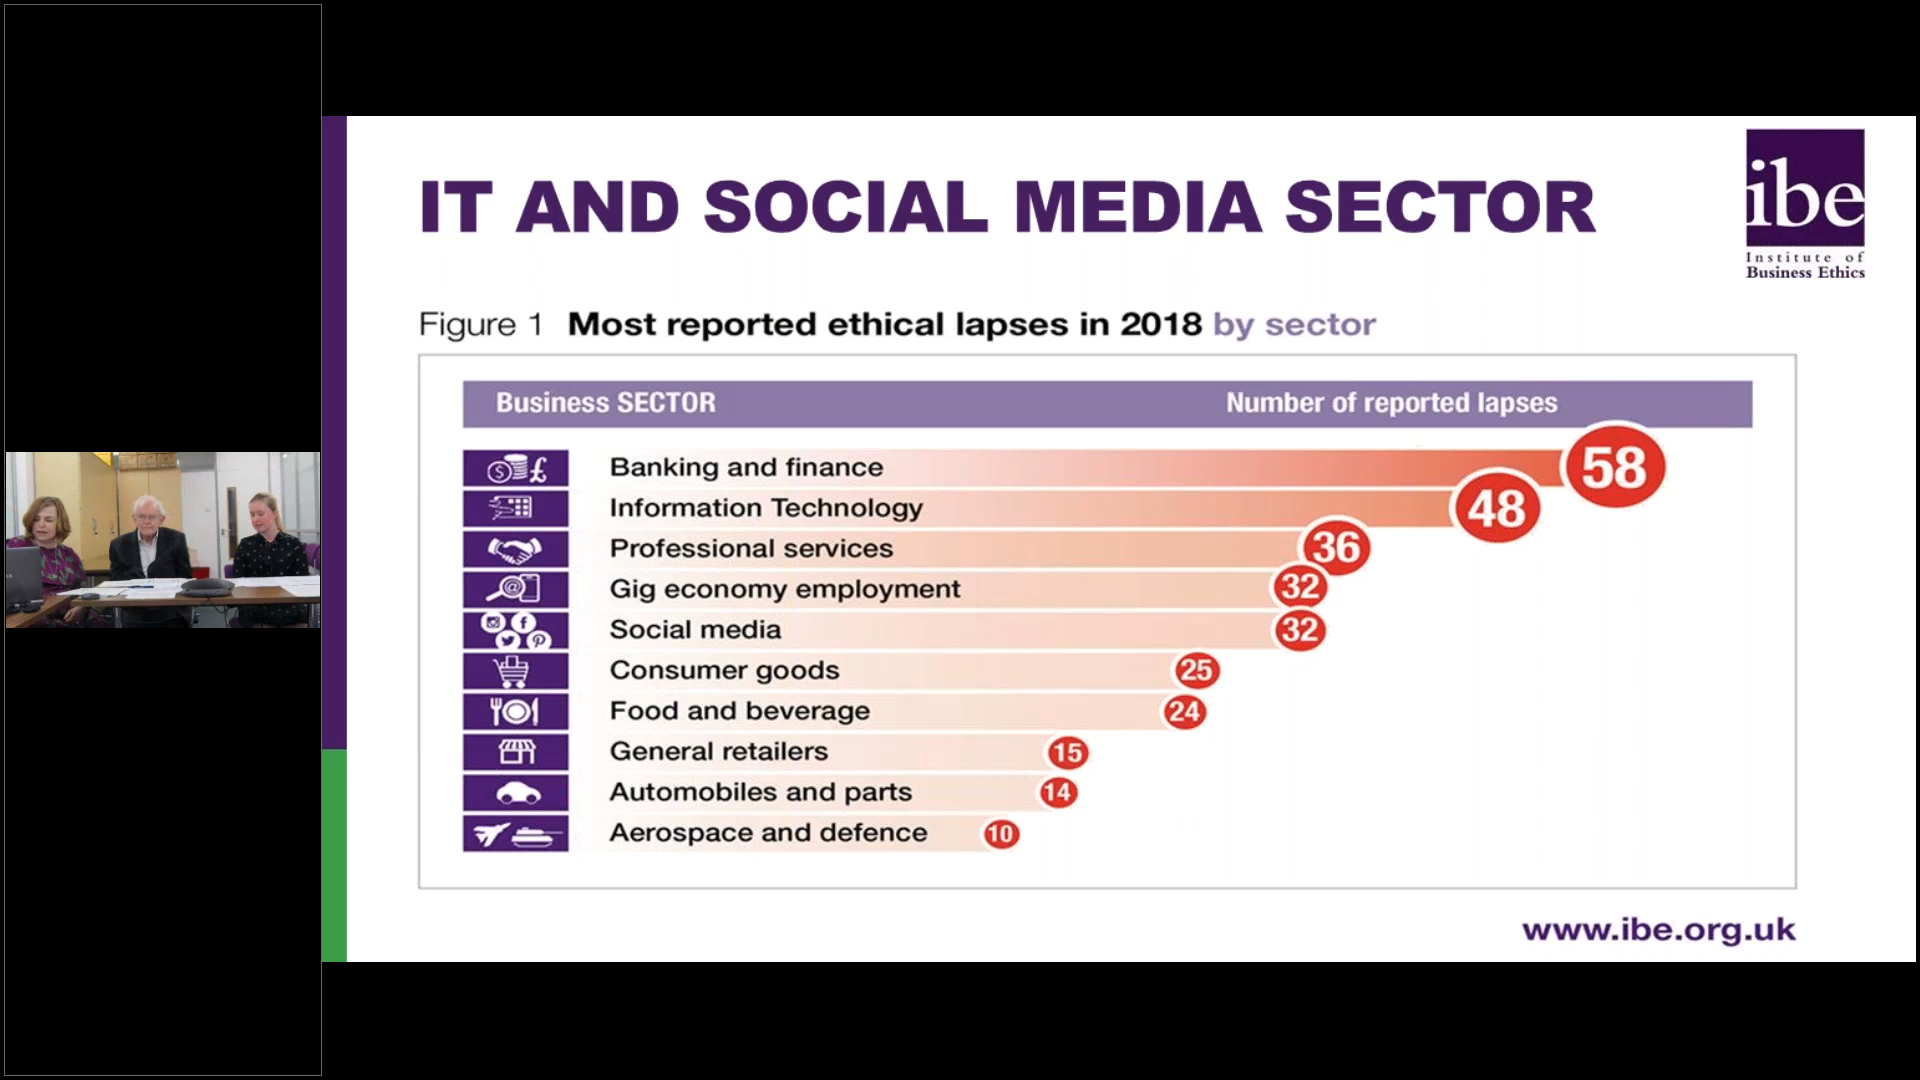 IT AND SOCIAL MEDIA SECTOR
ibe
Institute of
Business Ethics
Figure 1 Most reported ethical lapses in 2018 by sector
Business SECTOR Number of reported lapses
Banking and finance 58
Information Technology 48
Professional services 36
Gig economy employment 32
Social media 32
Consumer goods 25
Food and beverage 24
General retailers 15
Automobiles and parts 14
Aerospace and defence 10
www.ibe.org.uk